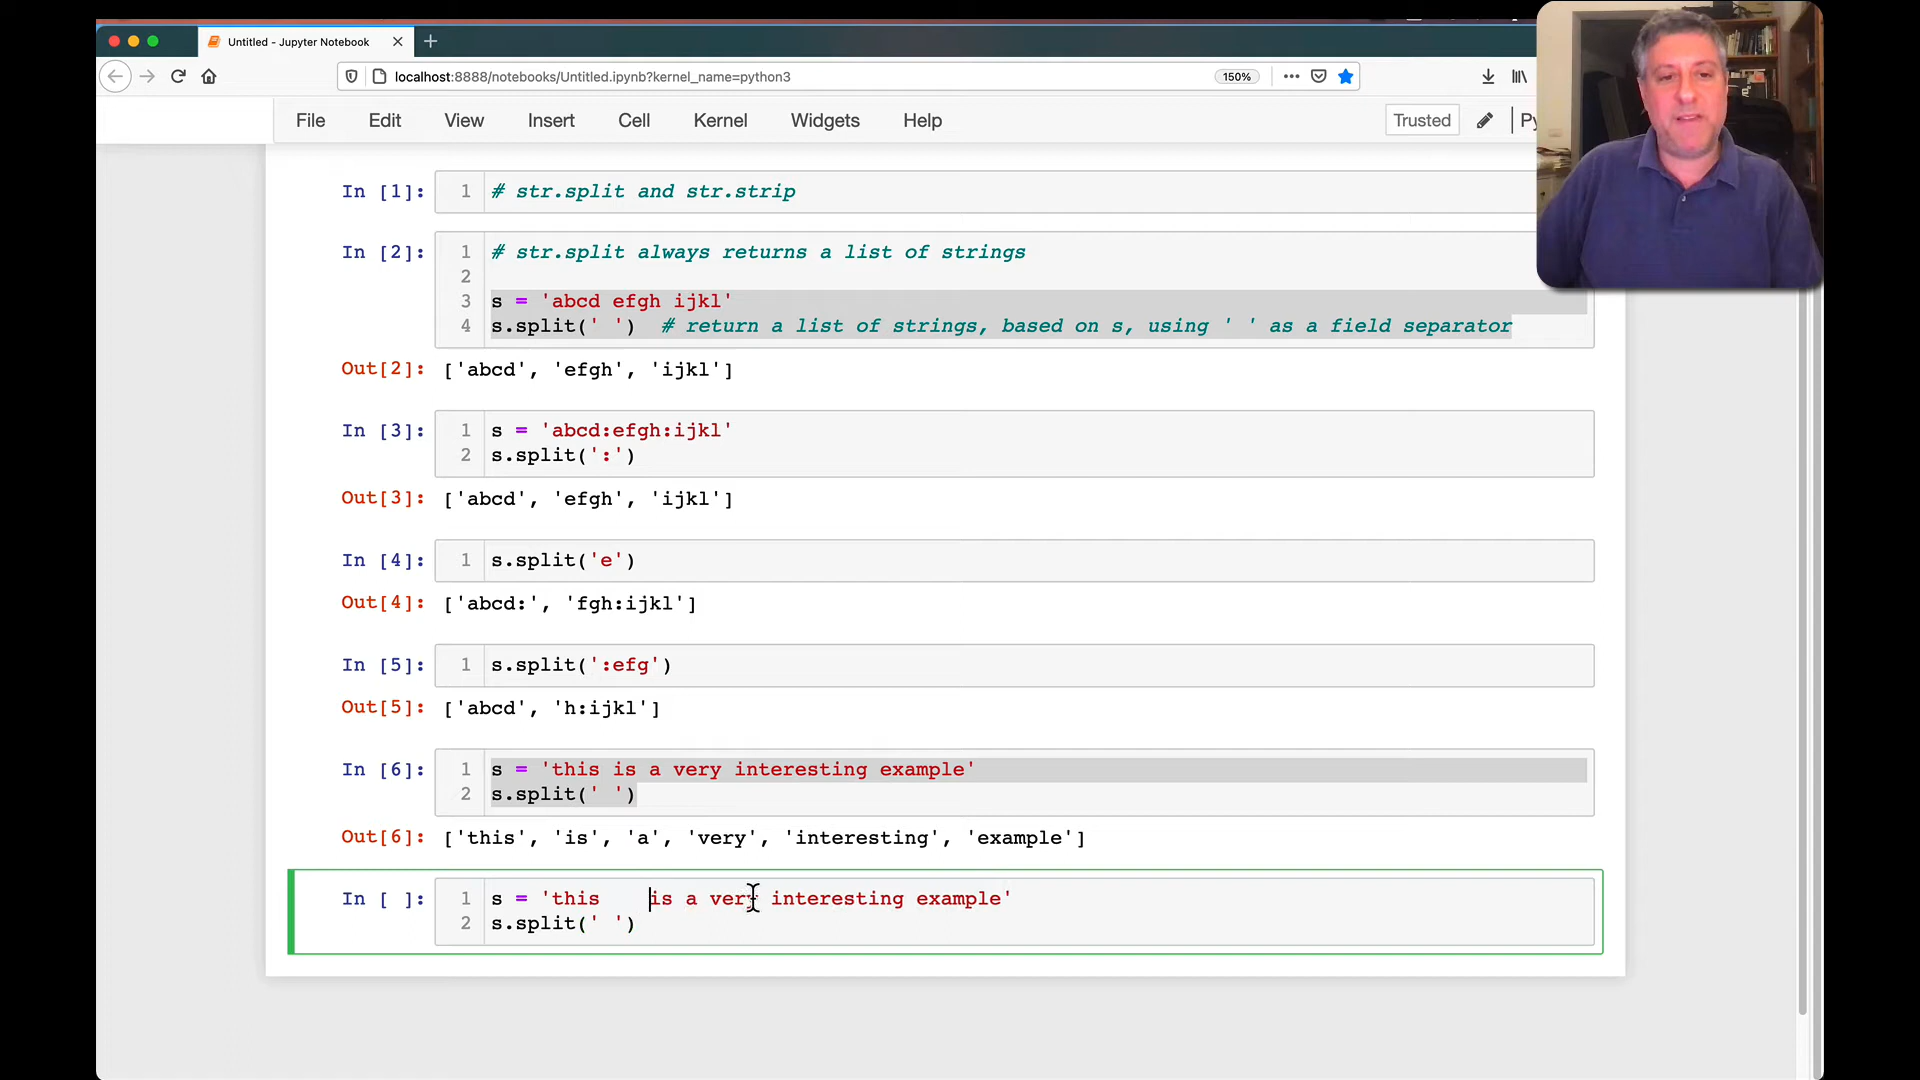 Untitled - Jupyter Notebook
localhost:8888/notebooks/Untitled.ipynb?kernel_name=python3
150%
File Edit View Insert Cell Kernel Widgets Help
Trusted
Py
In [1]: 1 # str.split and str.strip
In [2]: 1 # str.split always returns a list of strings
2
3 s = 'abcd efgh ijkl'
4 s.split(' ') # return a list of strings, based on s, using ' ' as a field separator
Out[2]: ['abcd', 'efgh', 'ijkl']
In [3]: 1 s = 'abcd:efgh:ijkl'
2 s.split(':')
Out[3]: ['abcd', 'efgh', 'ijkl']
In [4]: 1 s.split('e')
Out[4]: ['abcd:', 'fgh:ijkl']
In [5]: 1 s.split(':efg')
Out[5]: ['abcd', 'h:ijkl']
In [6]: 1 s = 'this is a very interesting example'
2 s.split(' ')
Out[6]: ['this', 'is', 'a', 'very', 'interesting', 'example']
In [ ]: 1 s = 'this    is a very interesting example'
2 s.split(' ')